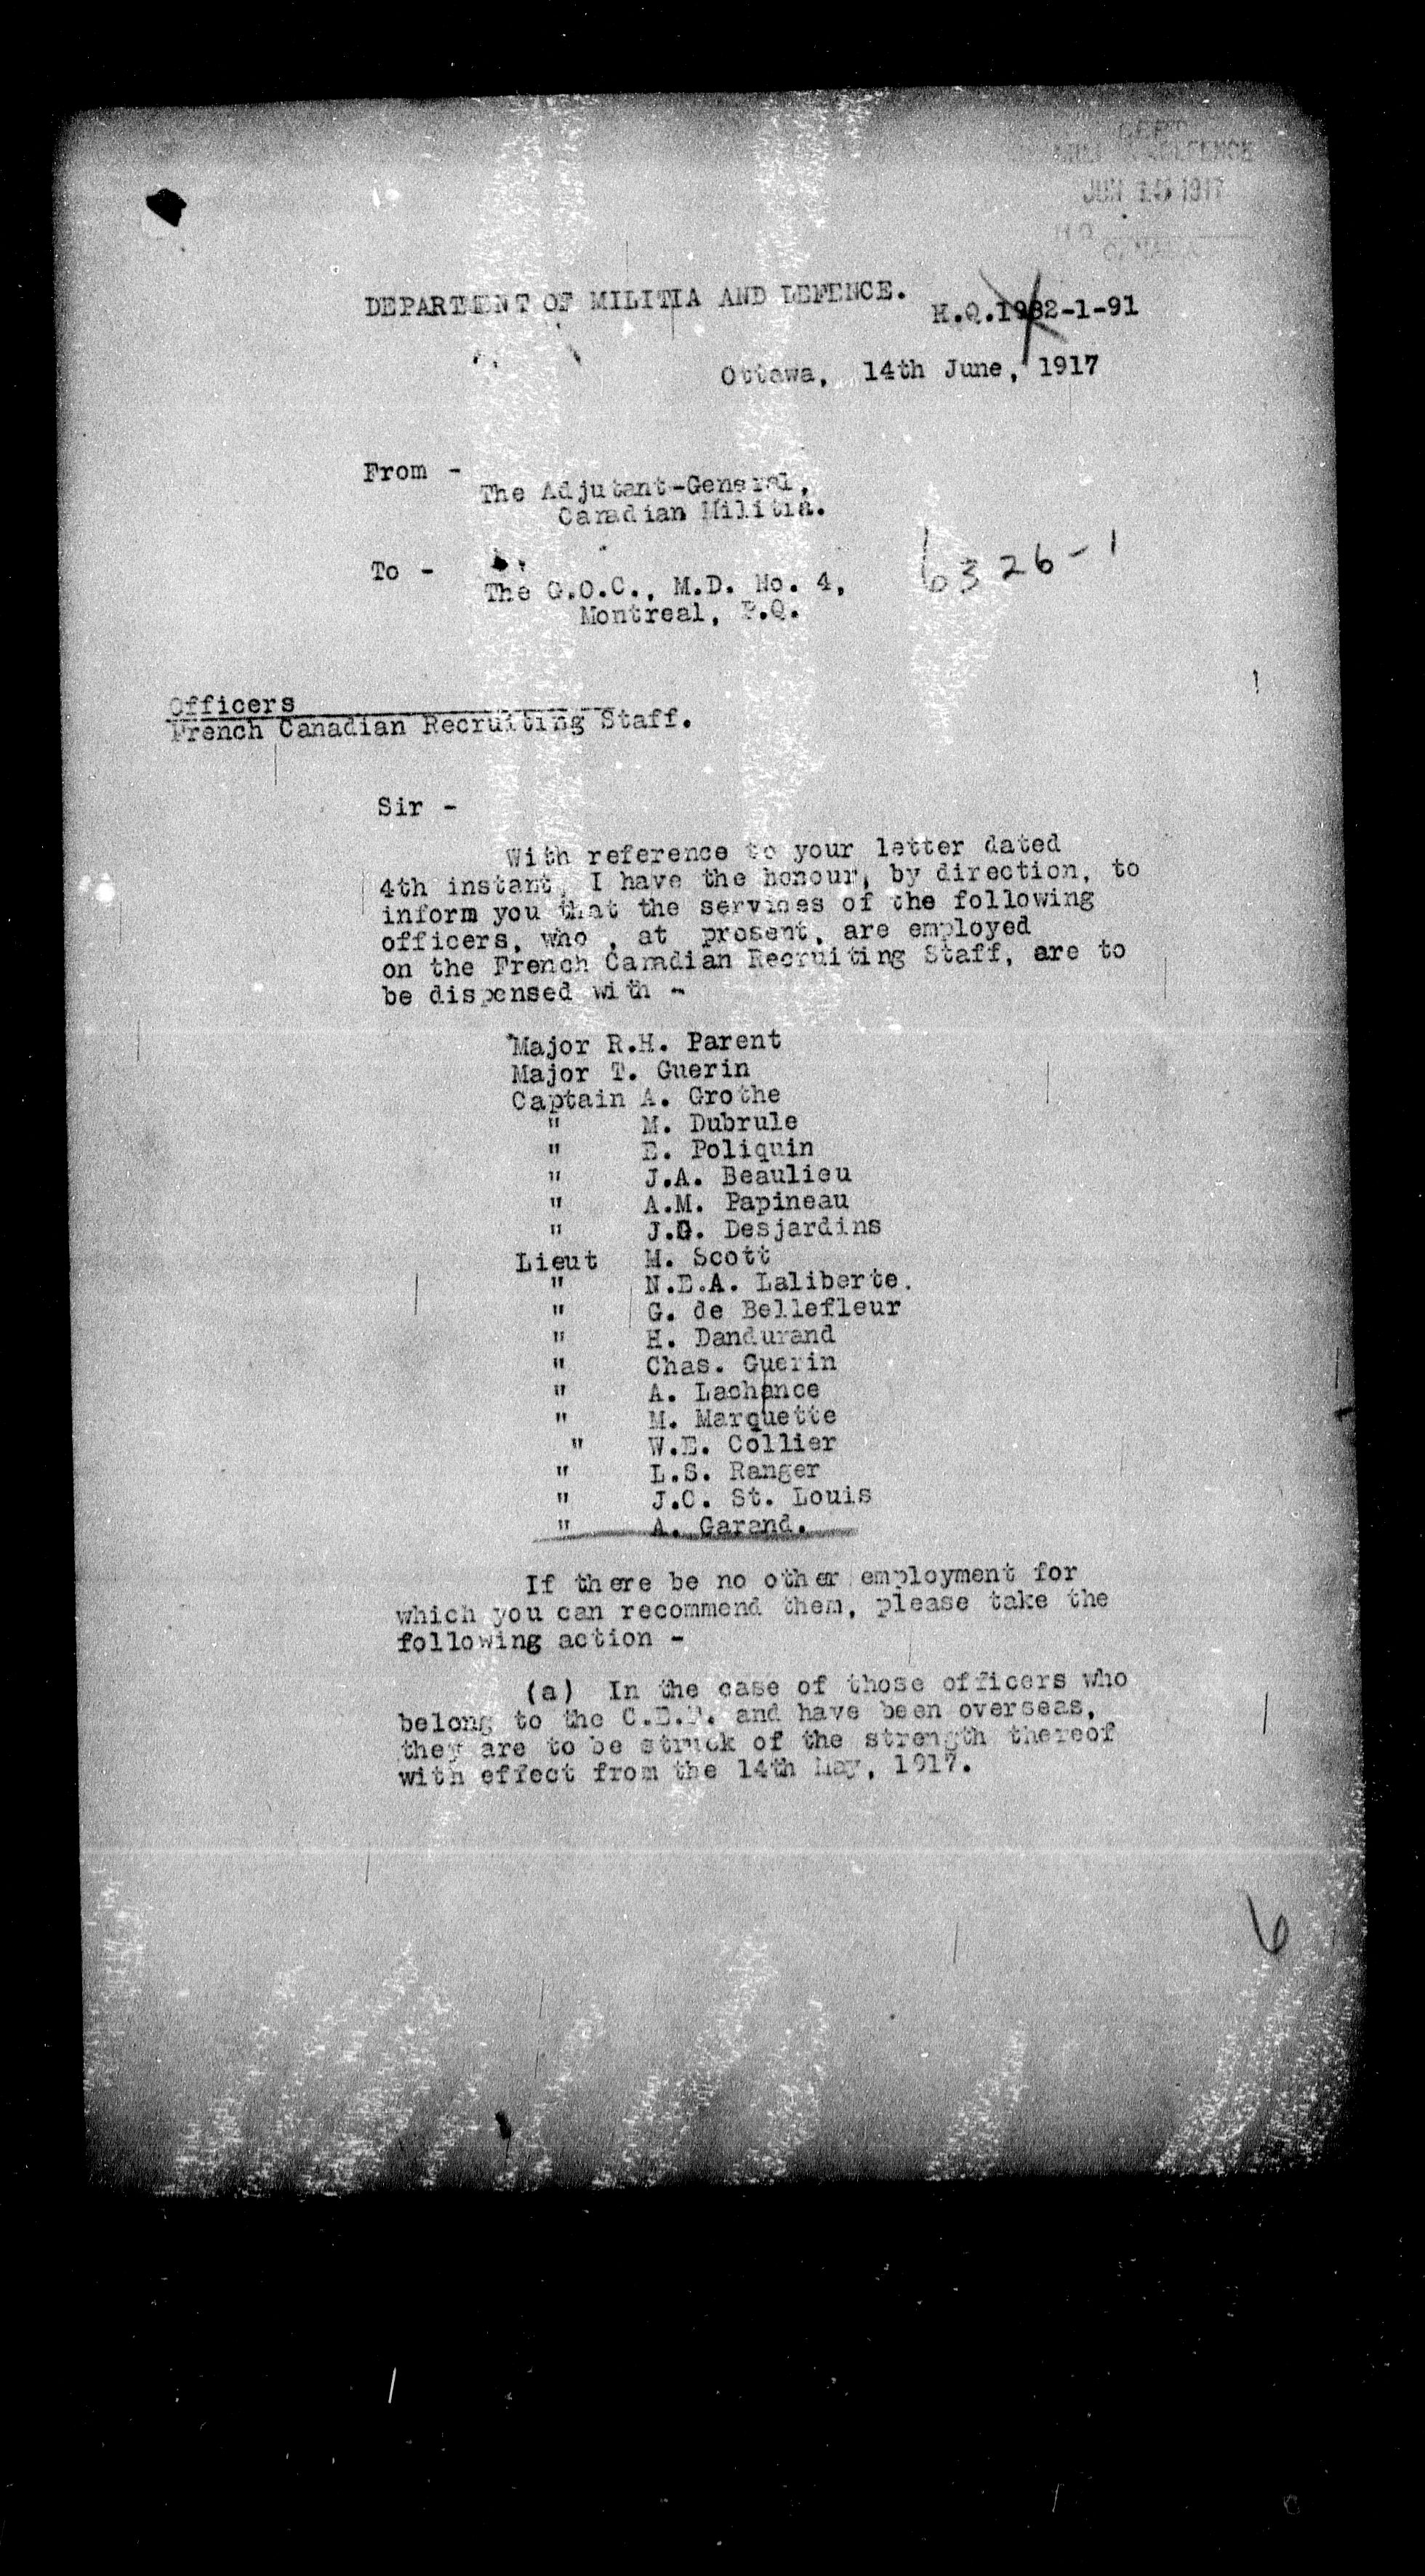 DEPT.
DEFENCE
JUN 15 1917
H.Q.
DEPARTMENT OF MILITIA AND DEFENCE.
H.Q.1982-1-91
Ottawa, 14th June, 1917
From -
The Adjutant-General,
Canadian Militia.
6326-1
To -
The G.O.C., M.D. No. 4,
Montreal, P.Q.
Officers
French Canadian Recruiting Staff.
Sir -
With reference to your letter dated
4th instant, I have the honour, by direction, to
inform you that the services of the following
officers, who , at present, are employed
on the French Canadian Recruiting Staff, are to
be dispensed with -
Major R.H. Parent
Major T. Guerin
Captain A. Grothe
" M. Dubrule
" E. Poliquin
" J.A. Beaulieu
" A.M. Papineau
" J.G. Desjardins
Lieut M. Scott
" N.E.A. Laliberte.
" G. de Bellefleur
" H. Dandurand
" Chas. Guerin
" A. Lachance
" M. Marquette
" W.E. Collier
" L.S. Ranger
" J.C. St. Louis
" A. Garand.
If there be no other employment for
which you can recommend them, please take the
following action -
(a) In the case of those officers who
belong to the C.E.F. and have been overseas,
they are to be struck of the strength thereof
with effect from the 14th May, 1917.
6